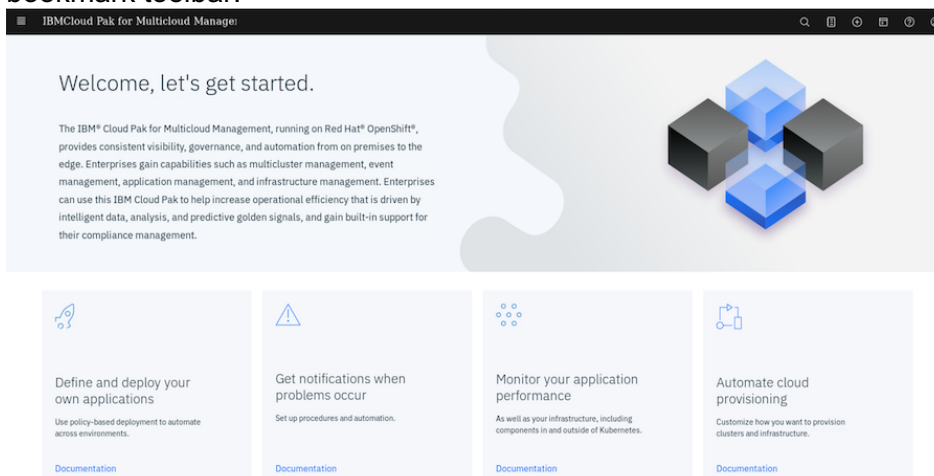 bookmark toolbar.
IBMCloud Pak for Multicloud Manager
Welcome, let's get started.
The IBM® Cloud Pak for Multicloud Management, running on Red Hat® OpenShift®,
provides consistent visibility, governance, and automation from on premises to the
edge. Enterprises gain capabilities such as multicluster management, event
management, application management, and infrastructure management. Enterprises
can use this IBM Cloud Pak to help increase operational efficiency that is driven by
intelligent data, analysis, and predictive golden signals, and gain built-in support for
their compliance management.
Define and deploy your
own applications
Use policy-based deployment to automate
across environments.
Documentation
Get notifications when
problems occur
Set up procedures and automation.
Documentation
Monitor your application
performance
As well as your infrastructure, including
components in and outside of Kubernetes.
Documentation
Automate cloud
provisioning
Customize how you want to provision
clusters and infrastructure.
Documentation